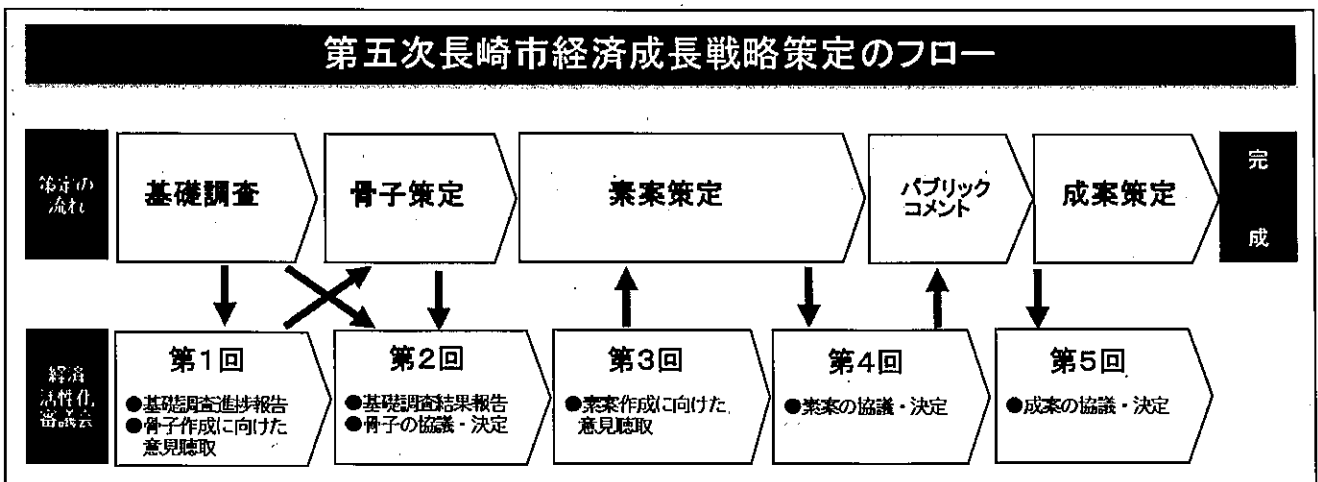 第五次長崎市経済成長戦略策定のフロー
策定の
流れ
基礎調査
骨子策定
素案策定
パブリック
コメント
成案策定
完
成
経済
活性化
審議会
第1回
●基礎調査進捗報告
●骨子作成に向けた
意見聴取
第2回
●基礎調査結果報告
●骨子の協議・決定
第3回
●素案作成に向けた
意見聴取
第4回
●素案の協議・決定
第5回
●成案の協議・決定